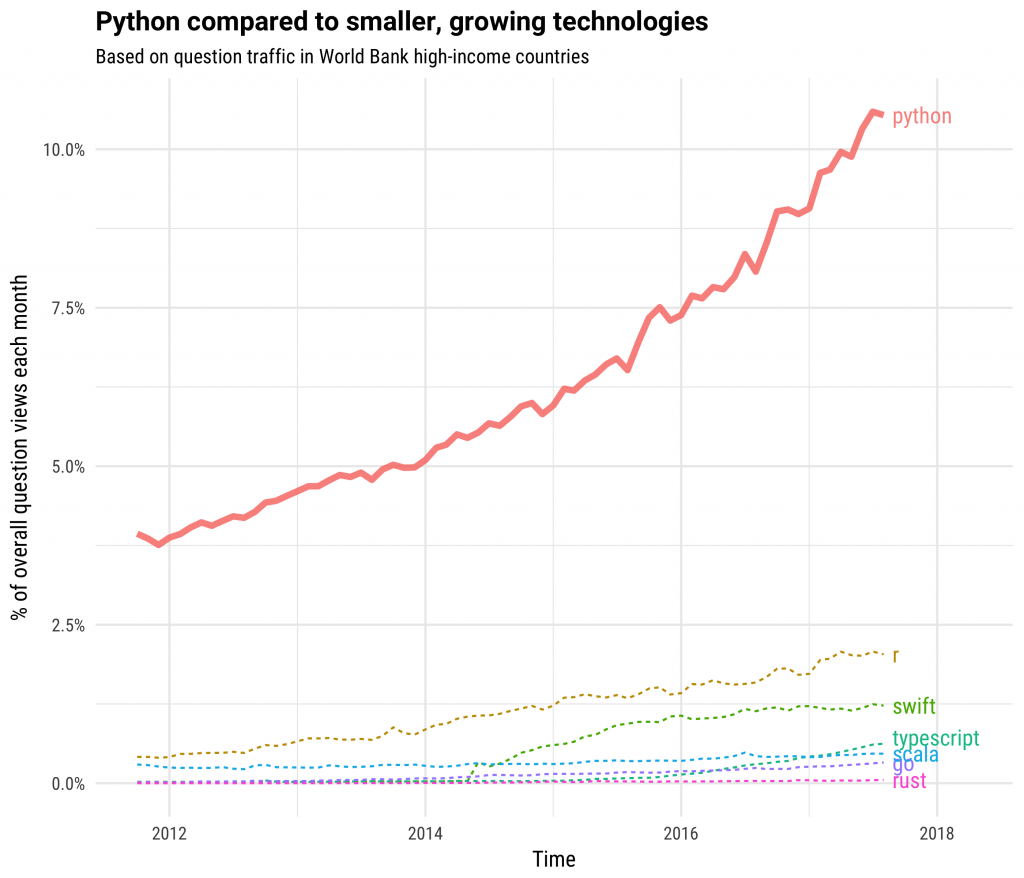 Python compared to smaller, growing technologies
Based on question traffic in World Bank high-income countries
% of overall question views each month
10.0%
7.5%
5.0%
2.5%
0.0%
python
r
swift
typescript
scala
go
rust
2012
2014
2016
2018
Time